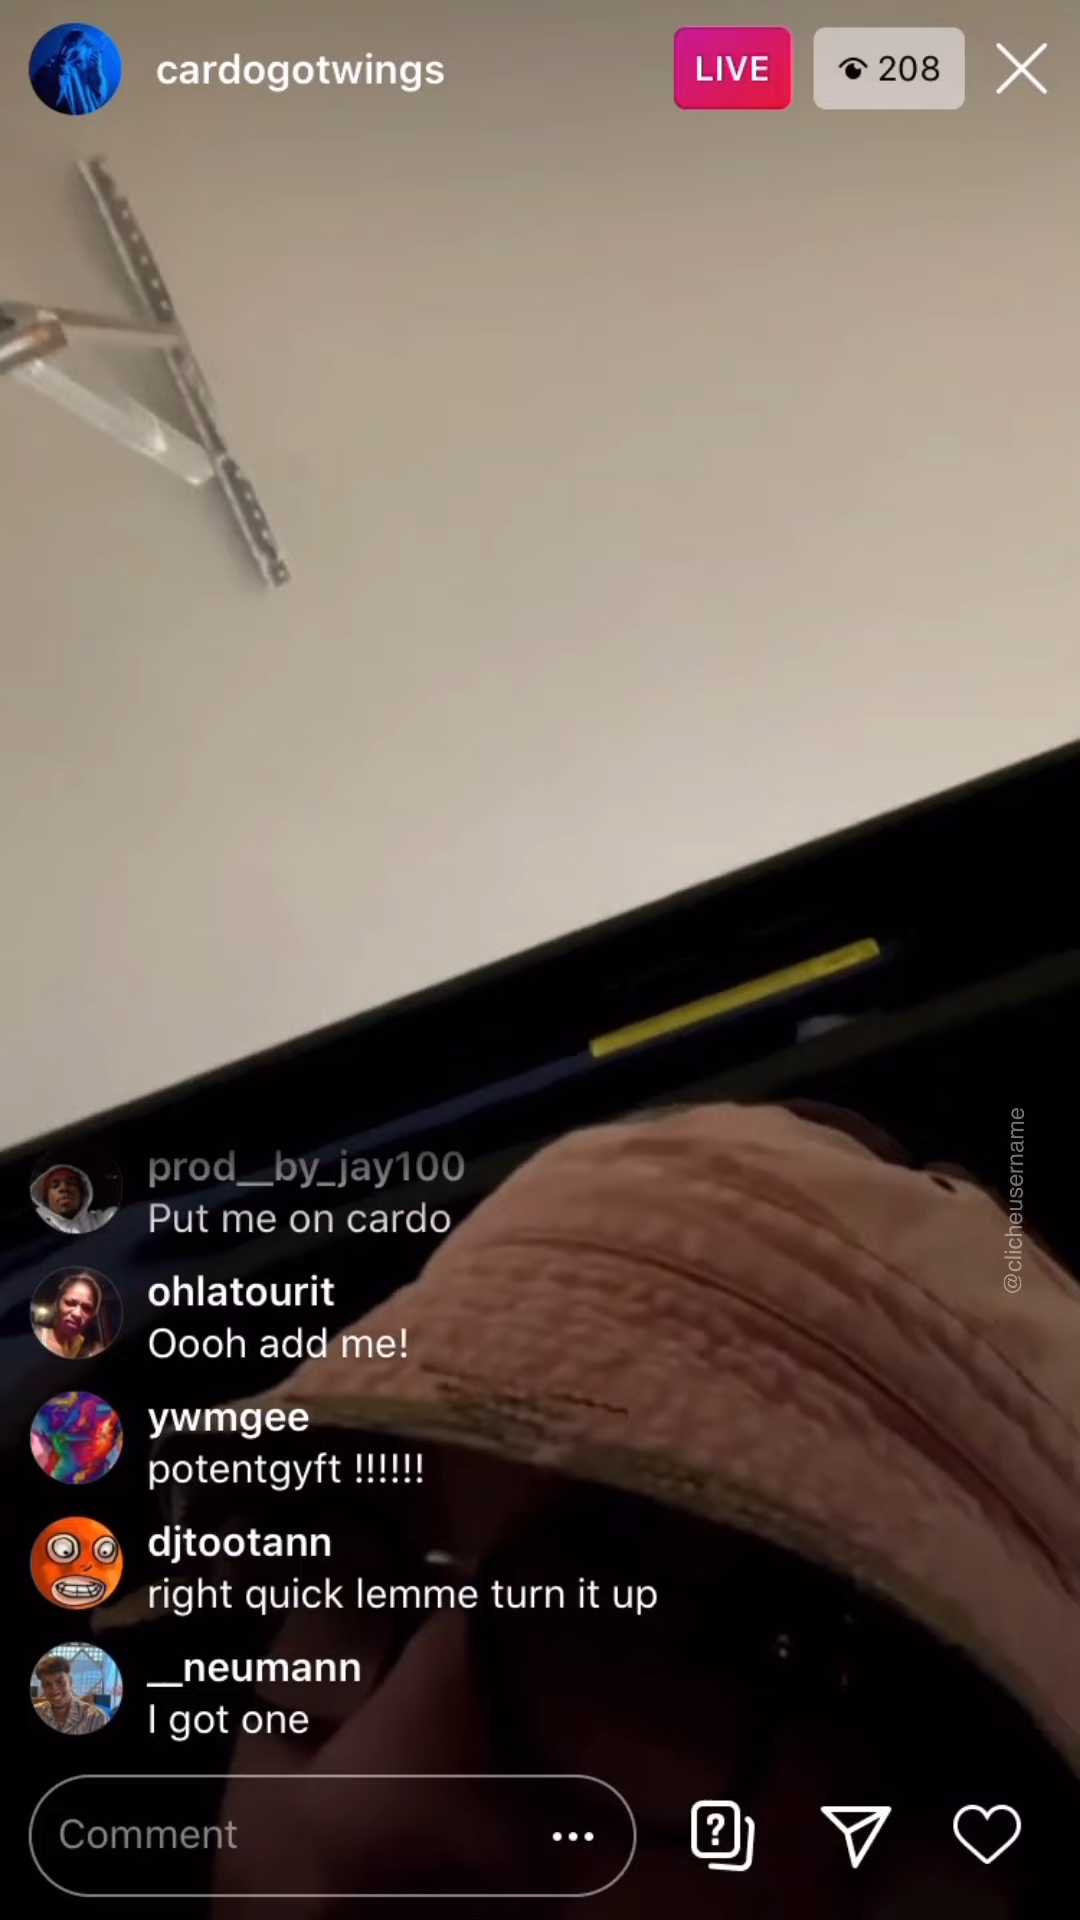 cardogotwings
LIVE
208
prod__by_jay100
Put me on cardo
@clicheusername
ohlatourit
Oooh add me!
ywmgee
potentgyft !!!!!!
djtootann
right quick lemme turn it up
__neumann
I got one
Comment
?